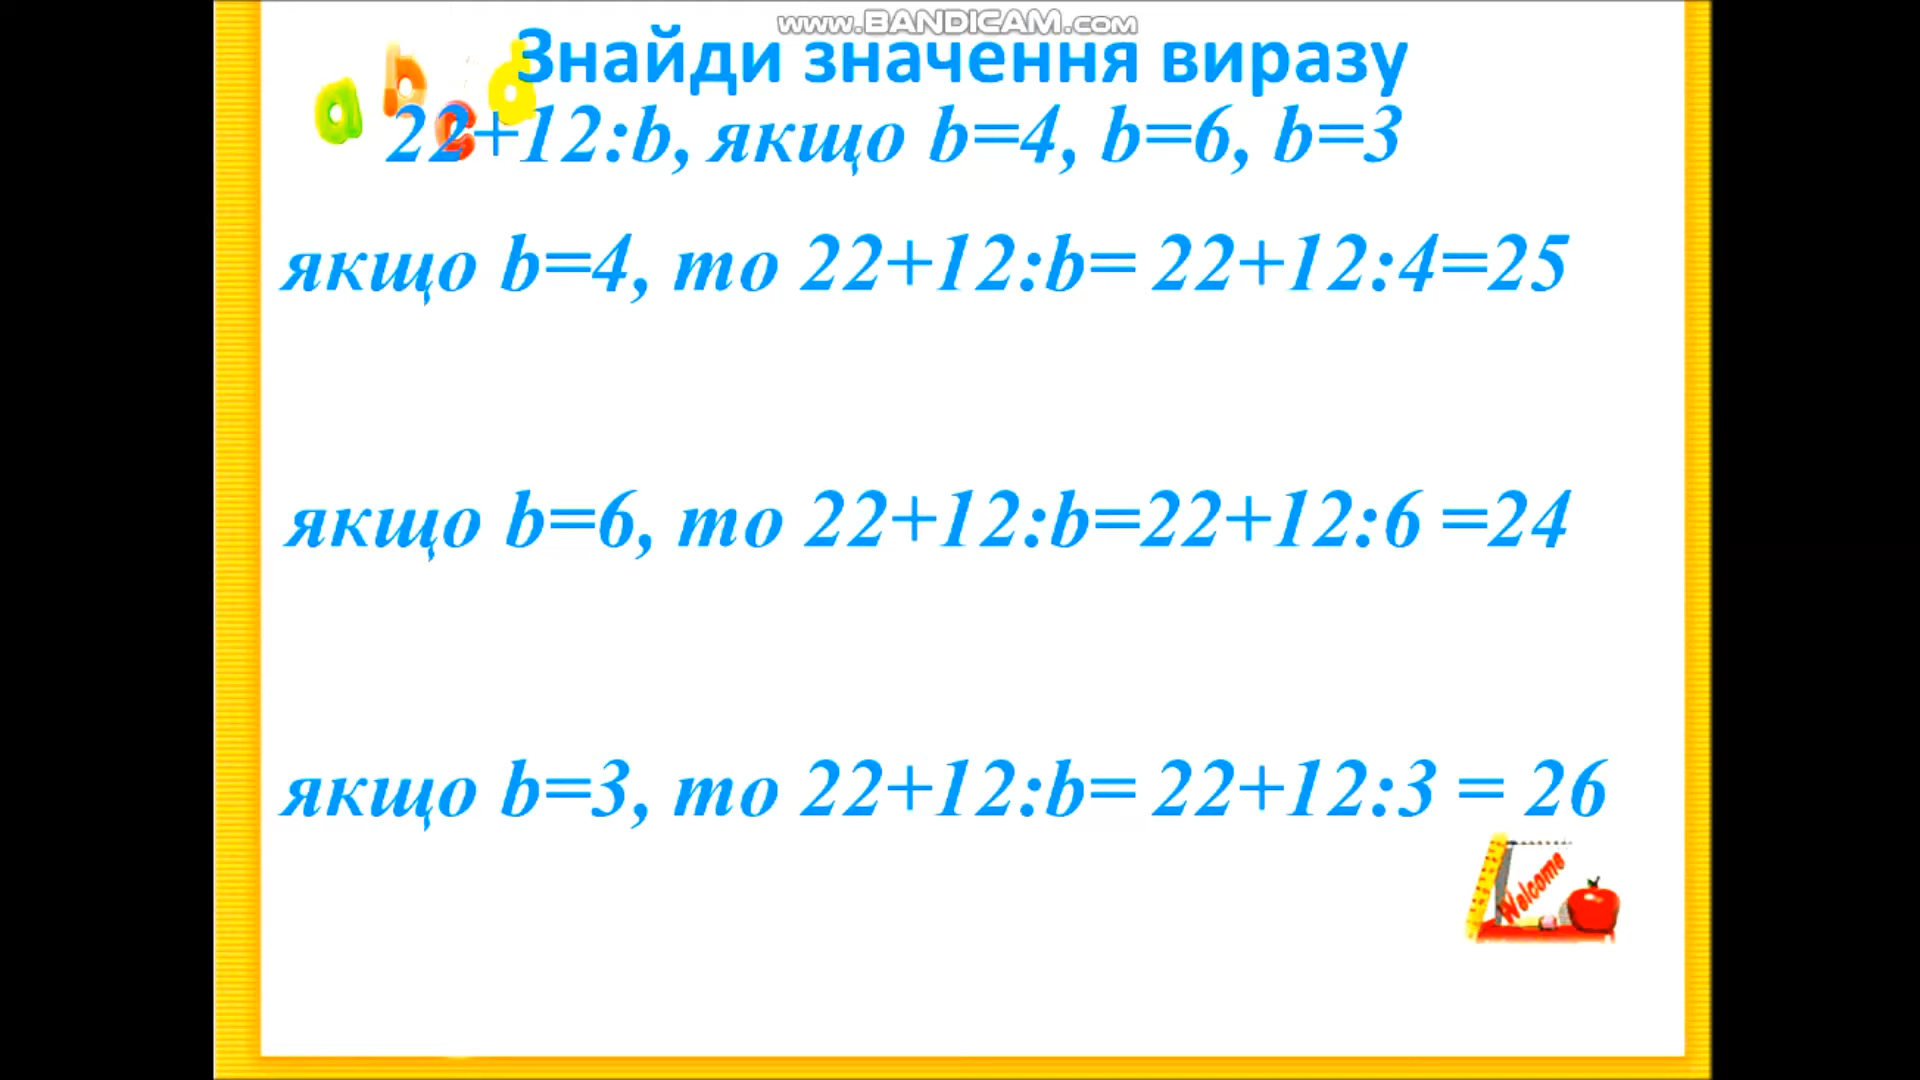 www.BANDICAM.com
Знайди значення виразу
22+12:b, якщо b=4, b=6, b=3
якщо b=4, то 22+12:b= 22+12:4=25
якщо b=6, то 22+12:b=22+12:6 =24
якщо b=3, то 22+12:b= 22+12:3 = 26
Welcome